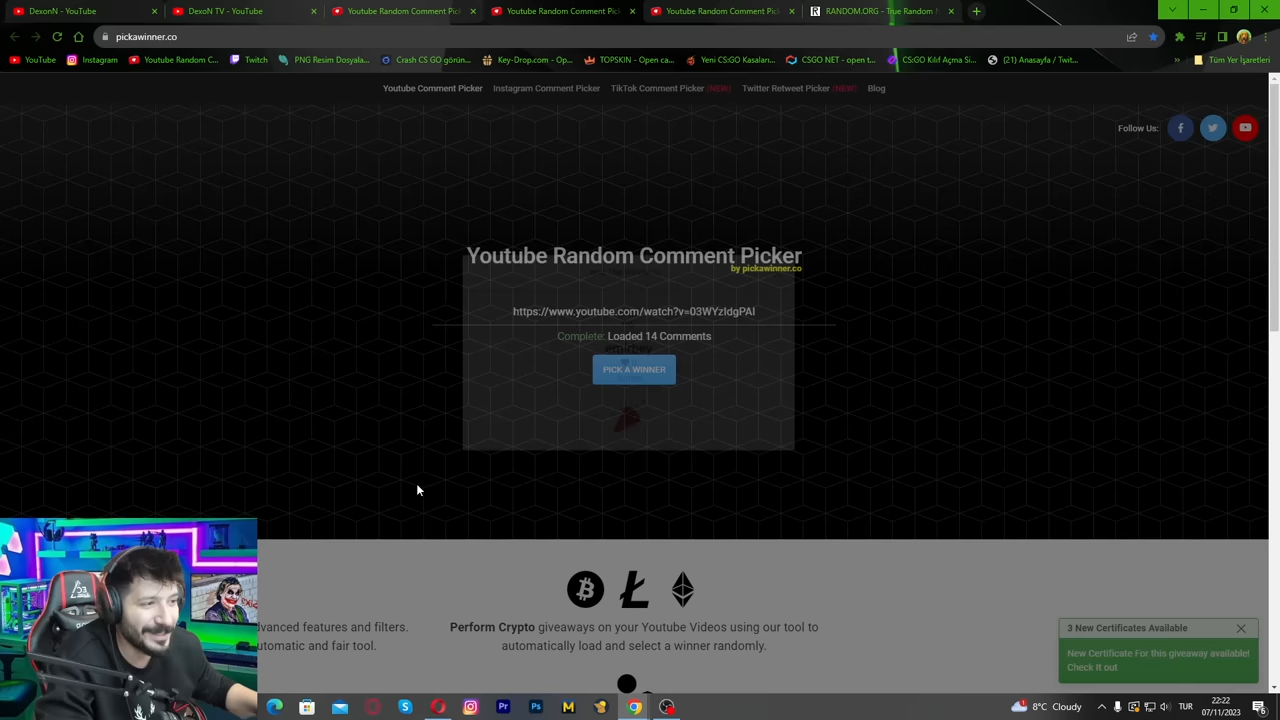 DexonN - YouTube
DexoN TV - YouTube
Youtube Random Comment Pic
Youtube Random Comment Pic
Youtube Random Comment Pic
RANDOM.ORG - True Random
pickawinner.co
YouTube
Instagram
Youtube Random C...
Twitch
PNG Resim Dosyala...
Crash CS GO görün...
Key-Drop.com - Op...
TOPSKIN - Open ca...
Yeni CS:GO Kasaları...
CSGO NET - open t...
CS:GO Kılıf Açma Si...
(21) Anasayfa / Twit...
Tüm Yer İşaretleri
Youtube Comment Picker
Instagram Comment Picker
TikTok Comment Picker (NEW)
Twitter Retweet Picker (NEW)
Blog
Follow Us:
Youtube Random Comment Picker
by pickawinner.co
https://www.youtube.com/watch?v=03WYzIdgPAI
Complete: Loaded 14 Comments
emirbey
PICK A WINNER
dvanced features and filters.
utomatic and fair tool.
Perform Crypto giveaways on your Youtube Videos using our tool to
automatically load and select a winner randomly.
3 New Certificates Available
New Certificate For this giveaway available!
Check It out
8°C Cloudy
TUR
22:22
07/11/2023